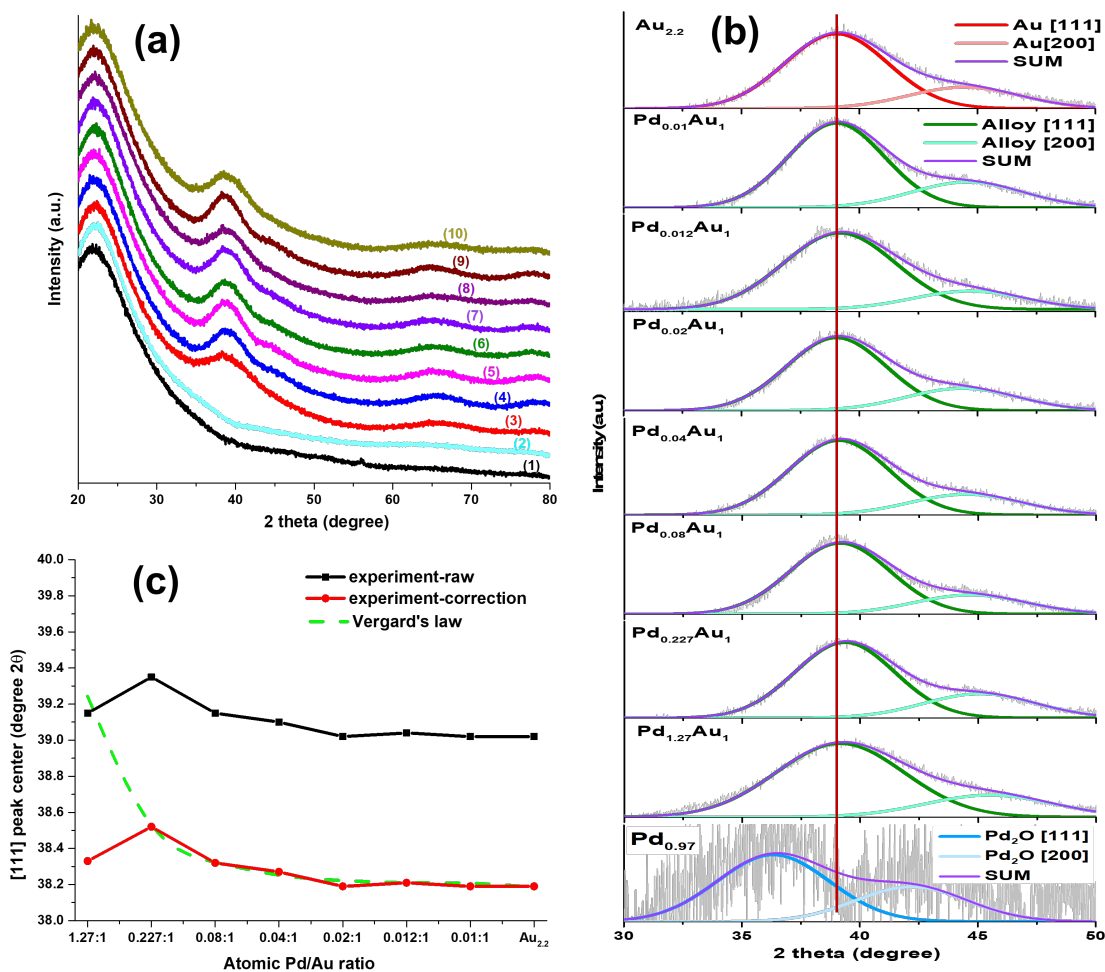 (a)
Intensity (a.u.)
(10)
(9)
(8)
(7)
(6)
(5)
(4)
(3)
(2)
(1)
20 30 40 50 60 70 80
2 theta (degree)
(b)
Au2.2
Au [111]
Au[200]
SUM
Pd0.01Au1
Alloy [111]
Alloy [200]
SUM
Pd0.012Au1
Pd0.02Au1
Pd0.04Au1
Pd0.08Au1
Pd0.227Au1
Pd1.27Au1
Pd0.97
Pd2O [111]
Pd2O [200]
SUM
Intensity (a.u.)
30 35 40 45 50
2 theta (degree)
(c)
experiment-raw
experiment-correction
Vergard's law
[111] peak center (degree 2θ)
40.0
39.8
39.6
39.4
39.2
39.0
38.8
38.6
38.4
38.2
38.0
1.27:1 0.227:1 0.08:1 0.04:1 0.02:1 0.012:1 0.01:1 Au2.2
Atomic Pd/Au ratio